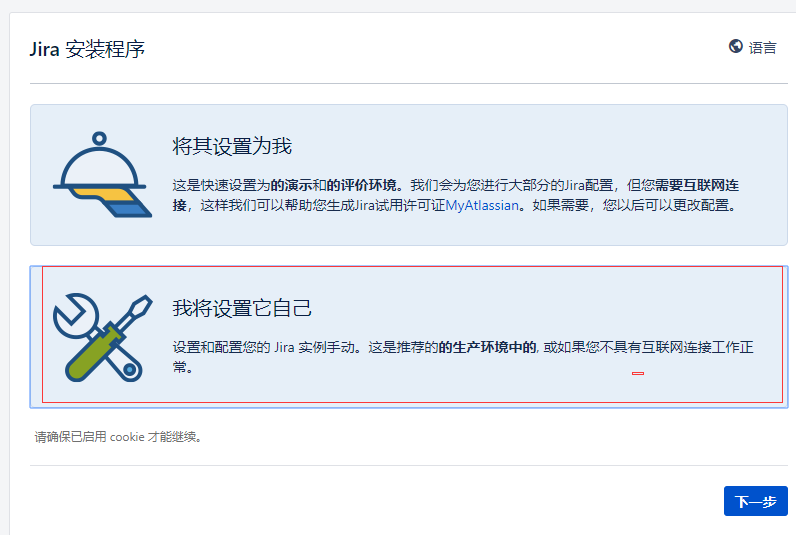 Jira 安装程序
语言
将其设置为我
这是快速设置为的演示和的评价环境。我们会为您进行大部分的Jira配置，但您需要互联网连
接，这样我们可以帮助您生成Jira试用许可证MyAtlassian。如果需要，您以后可以更改配置。
我将设置它自己
设置和配置您的 Jira 实例手动。这是推荐的的生产环境中的, 或如果您不具有互联网连接工作正
常。
请确保已启用 cookie 才能继续。
下一步